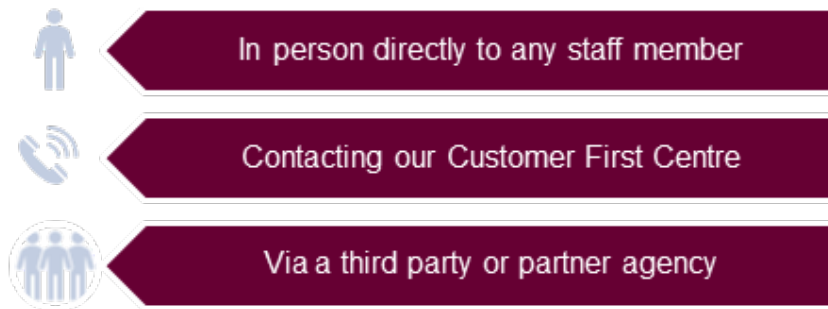 In person directly to any staff member
Contacting our Customer First Centre
Via a third party or partner agency